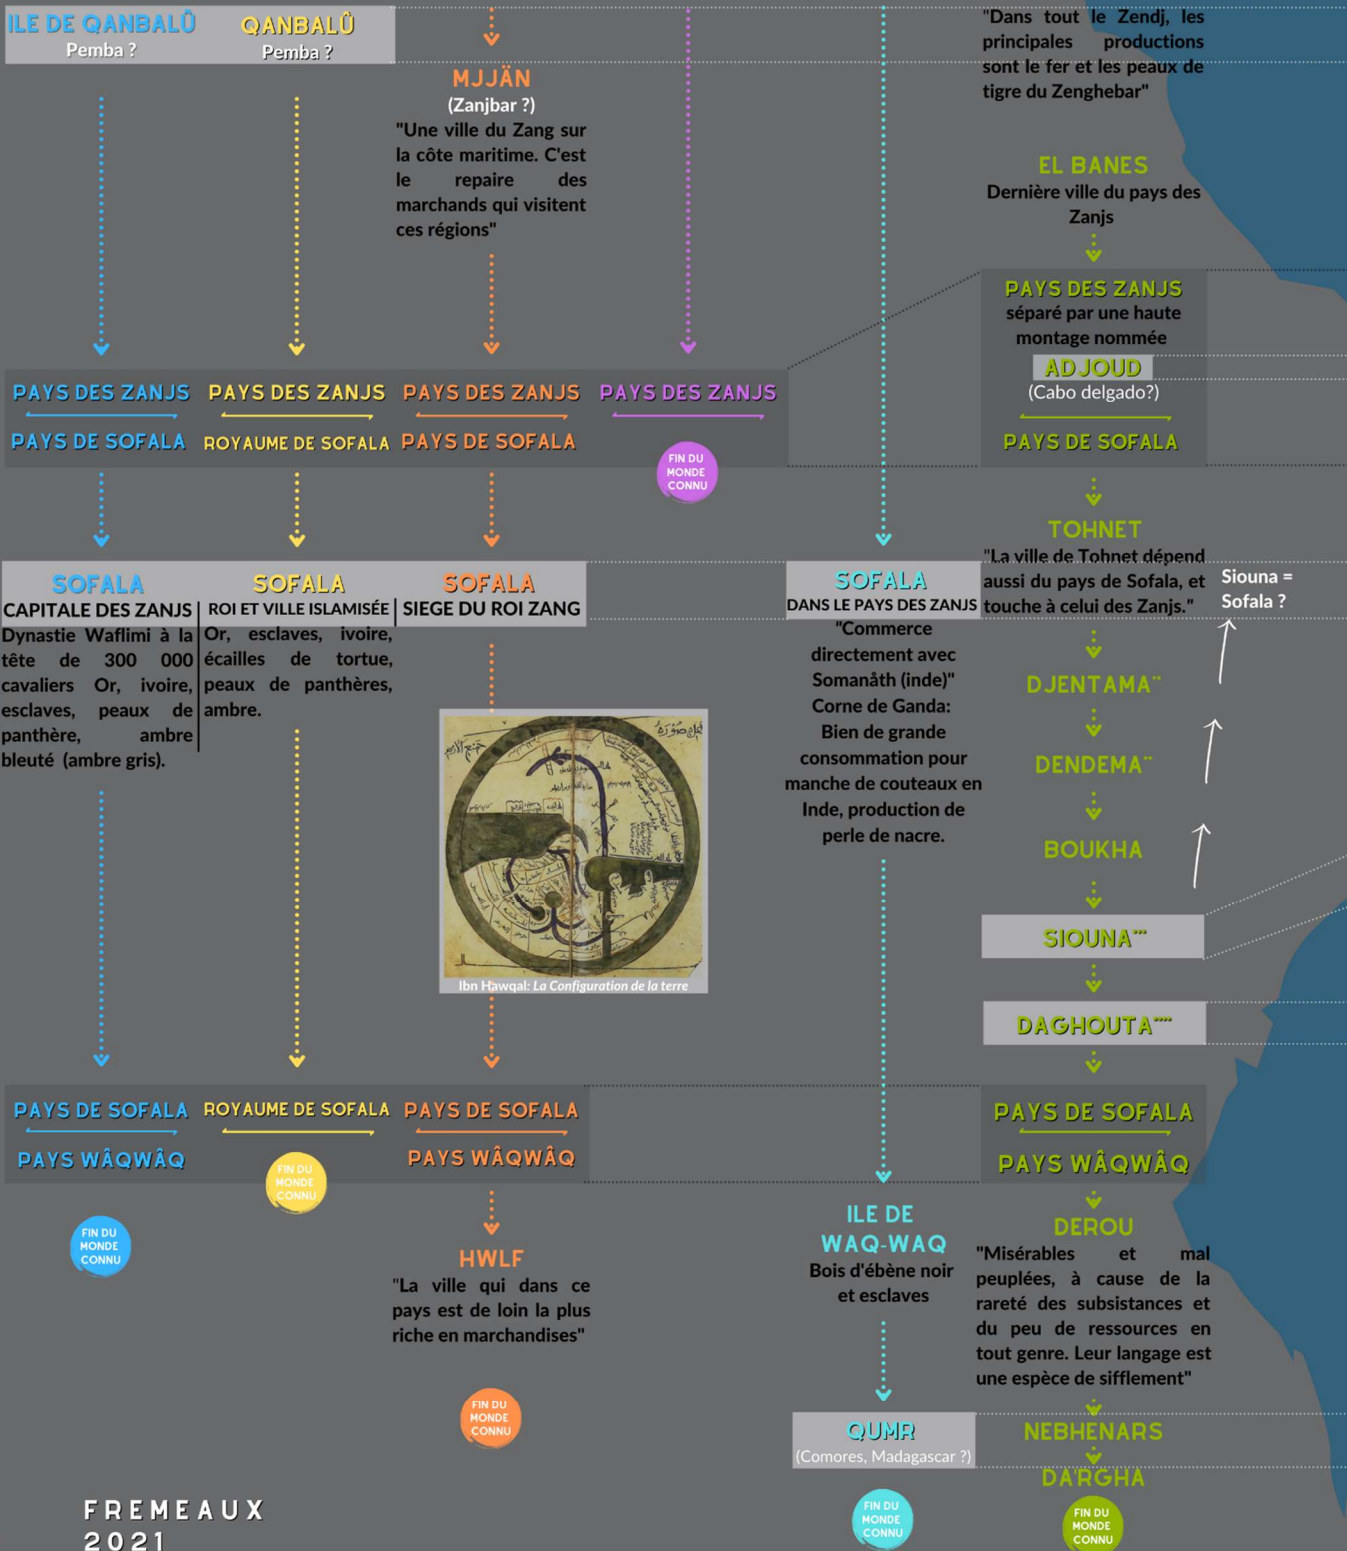 ILE DE QANBALÛ
Pemba ?
QANBALÛ
Pemba ?
MJJÄN
(Zanjbar ?)
"Une ville du Zang sur
la côte maritime. C'est
le repaire des
marchands qui visitent
ces régions"
"Dans tout le Zendj, les
principales productions
sont le fer et les peaux de
tigre du Zenghebar"
EL BANES
Dernière ville du pays des
Zanjs
PAYS DES ZANJS
séparé par une haute
montage nommée
ADJOUD
(Cabo delgado?)
PAYS DE SOFALA
PAYS DES ZANJS
PAYS DE SOFALA
PAYS DES ZANJS
ROYAUME DE SOFALA
PAYS DES ZANJS
PAYS DE SOFALA
PAYS DES ZANJS
FIN DU
MONDE
CONNU
TOHNET
"La ville de Tohnet dépend
aussi du pays de Sofala, et
touche à celui des Zanjs."
Siouna =
Sofala ?
SOFALA
CAPITALE DES ZANJS
Dynastie Waflimi à la
tête de 300 000
cavaliers Or, ivoire,
esclaves, peaux de
panthère, ambre
bleuté (ambre gris).
SOFALA
ROI ET VILLE ISLAMISÉE
Or, esclaves, ivoire,
écailles de tortue,
peaux de panthères,
ambre.
SOFALA
SIEGE DU ROI ZANG
Ibn Hawqal: La Configuration de la terre
SOFALA
DANS LE PAYS DES ZANJS
"Commerce
directement avec
Somanåth (inde)"
Corne de Ganda:
Bien de grande
consommation pour
manche de couteaux en
Inde, production de
perle de nacre.
DJENTAMA¨
DENDEMA¨
BOUKHA
SIOUNA'''
DAGHOUTA''''
PAYS DE SOFALA
PAYS WÂQWÂQ
FIN DU
MONDE
CONNU
ROYAUME DE SOFALA
FIN DU
MONDE
CONNU
PAYS DE SOFALA
PAYS WÂQWÂQ
HWLF
"La ville qui dans ce
pays est de loin la plus
riche en marchandises"
FIN DU
MONDE
CONNU
ILE DE
WAQ-WAQ
Bois d'ébène noir
et esclaves
QUMR
(Comores, Madagascar ?)
FIN DU
MONDE
CONNU
PAYS DE SOFALA
PAYS WÂQWÂQ
DEROU
"Misérables et mal
peuplées, à cause de la
rareté des subsistances et
du peu de ressources en
tout genre. Leur langage est
une espèce de sifflement"
NEBHENARS
DA'RGHA
FIN DU
MONDE
CONNU
FREMEAUX
2021